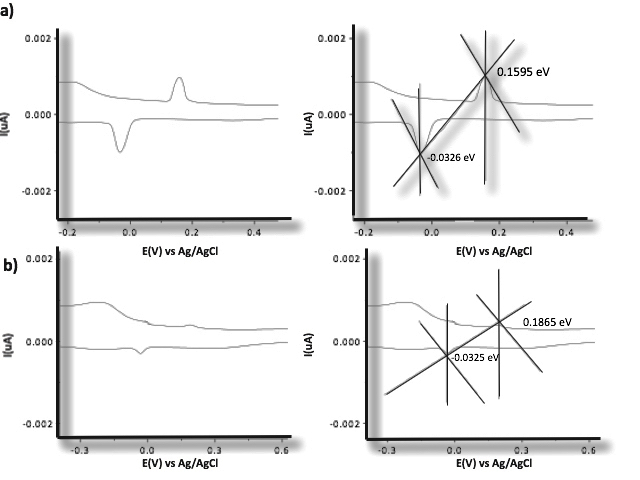 a)
0.002
0.000
-0.002
I(uA)
-0.2
0.0
0.2
0.4
E(V) vs Ag/AgCl
0.002
0.000
-0.002
I(uA)
0.1595 eV
-0.0326 eV
-0.2
0.0
0.2
0.4
E(V) vs Ag/AgCl
b)
0.002
0.000
-0.002
I(uA)
-0.3
0.0
0.3
0.6
E(V) vs Ag/AgCl
0.002
0.000
-0.002
I(uA)
0.1865 eV
-0.0325 eV
-0.3
0.0
0.3
0.6
E(V) vs Ag/AgCl